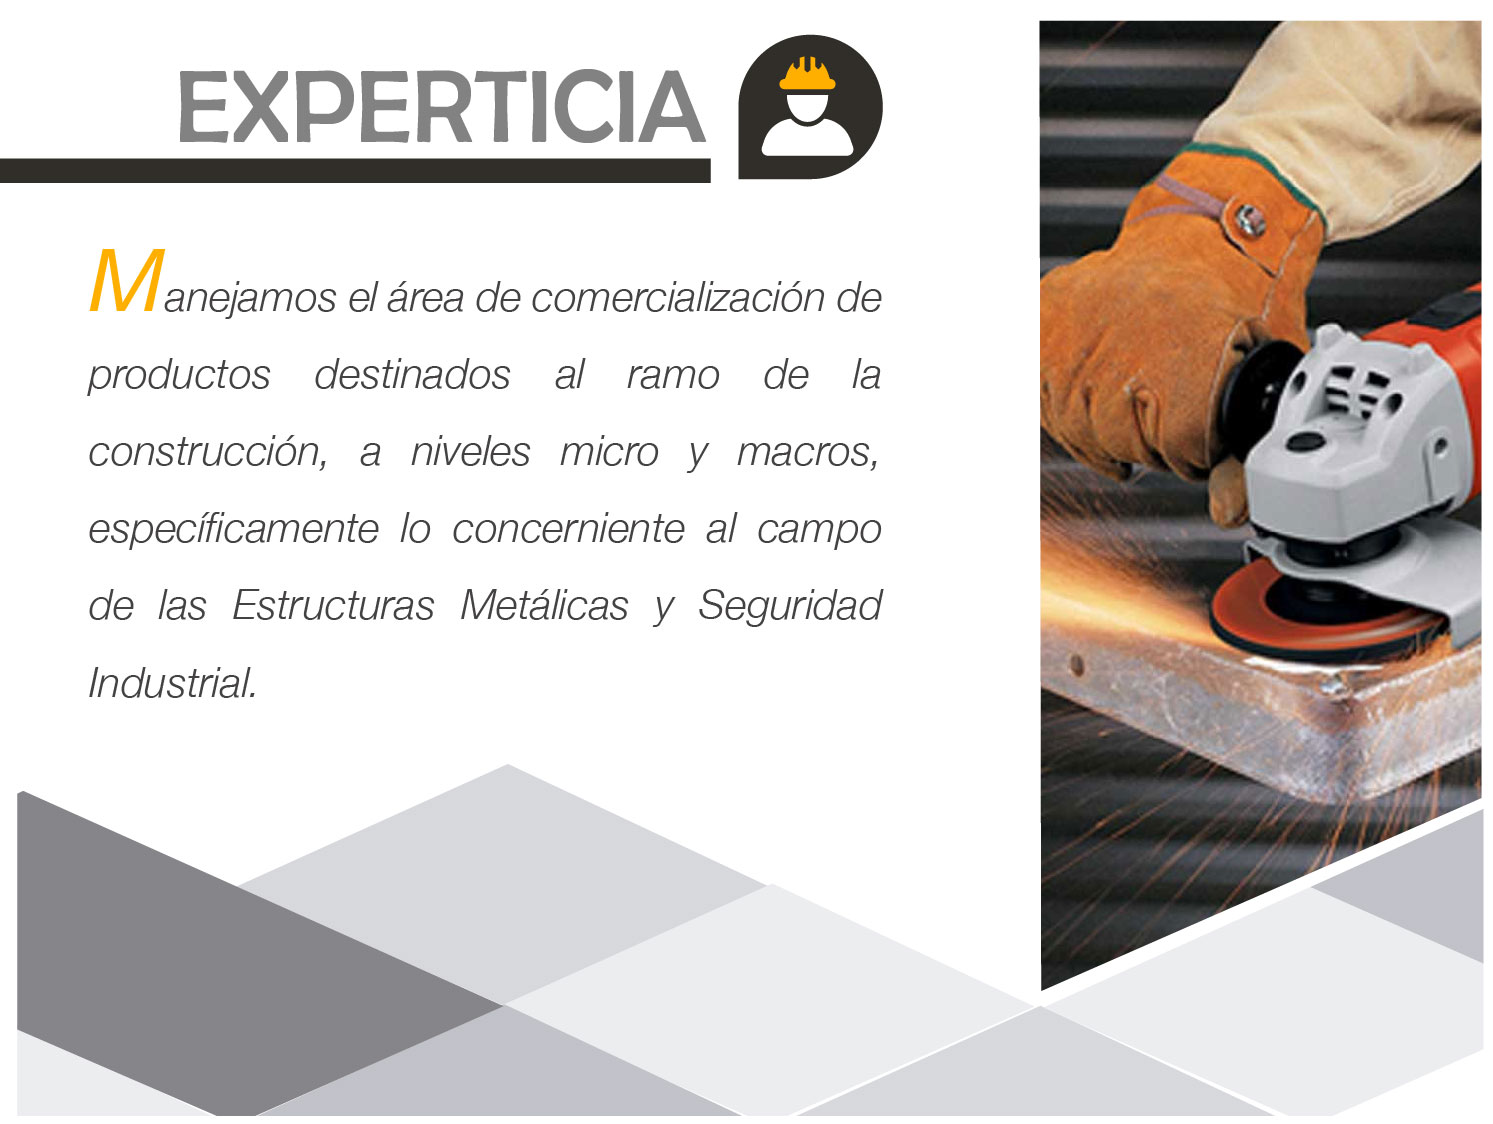 EXPERTICIA
Manejamos el área de comercialización de
productos destinados al ramo de la
construcción, a niveles micro y macros,
específicamente lo concerniente al campo
de las Estructuras Metálicas y Seguridad
Industrial.